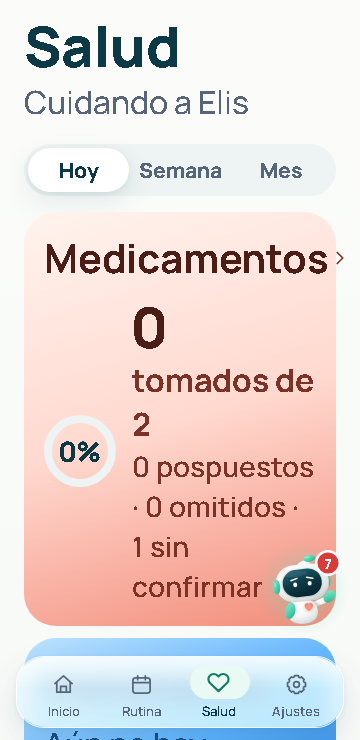 Salud
Cuidando a Elis
Hoy
Semana
Mes
Medicamentos
0
tomados de
2
0%
0 pospuestos
· 0 omitidos ·
1 sin
confirmar
7
Inicio
Rutina
Salud
Ajustes